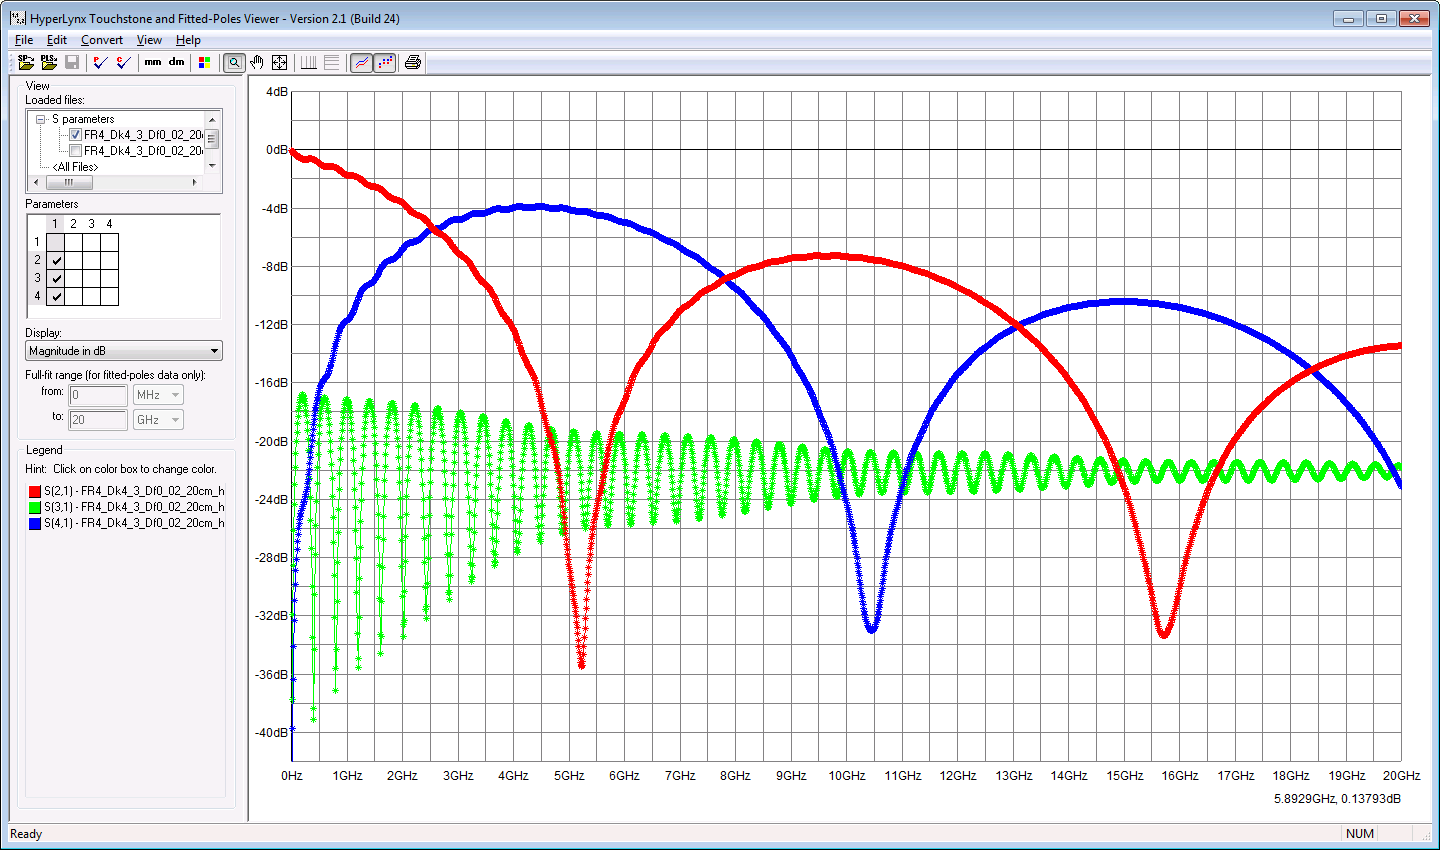 HyperLynx Touchstone and Fitted-Poles Viewer - Version 2.1 (Build 24)
File Edit Convert View Help
SP PLS P C mm dm
View
Loaded files:
S parameters
FR4_Dk4_3_Df0_02_20
FR4_Dk4_3_Df0_02_20
<All Files>
Parameters
1 2 3 4
1
2
3
4
Display:
Magnitude in dB
Full-fit range (for fitted-poles data only):
from: 0 MHz
to: 20 GHz
Legend
Hint: Click on color box to change color.
S(2,1) - FR4_Dk4_3_Df0_02_20cm_h
S(3,1) - FR4_Dk4_3_Df0_02_20cm_h
S(4,1) - FR4_Dk4_3_Df0_02_20cm_h
4dB
0dB
-4dB
-8dB
-12dB
-16dB
-20dB
-24dB
-28dB
-32dB
-36dB
-40dB
0Hz 1GHz 2GHz 3GHz 4GHz 5GHz 6GHz 7GHz 8GHz 9GHz 10GHz 11GHz 12GHz 13GHz 14GHz 15GHz 16GHz 17GHz 18GHz 19GHz 20GHz
5.8929GHz, 0.13793dB
Ready NUM